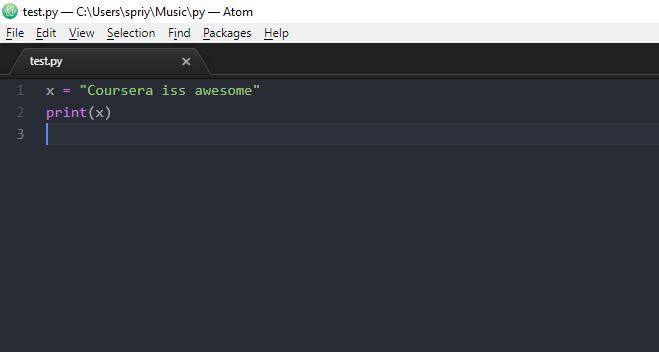 test.py — C:\Users\spriy\Music\py — Atom
File Edit View Selection Find Packages Help
test.py ×
1 x = "Coursera iss awesome"
2 print(x)
3